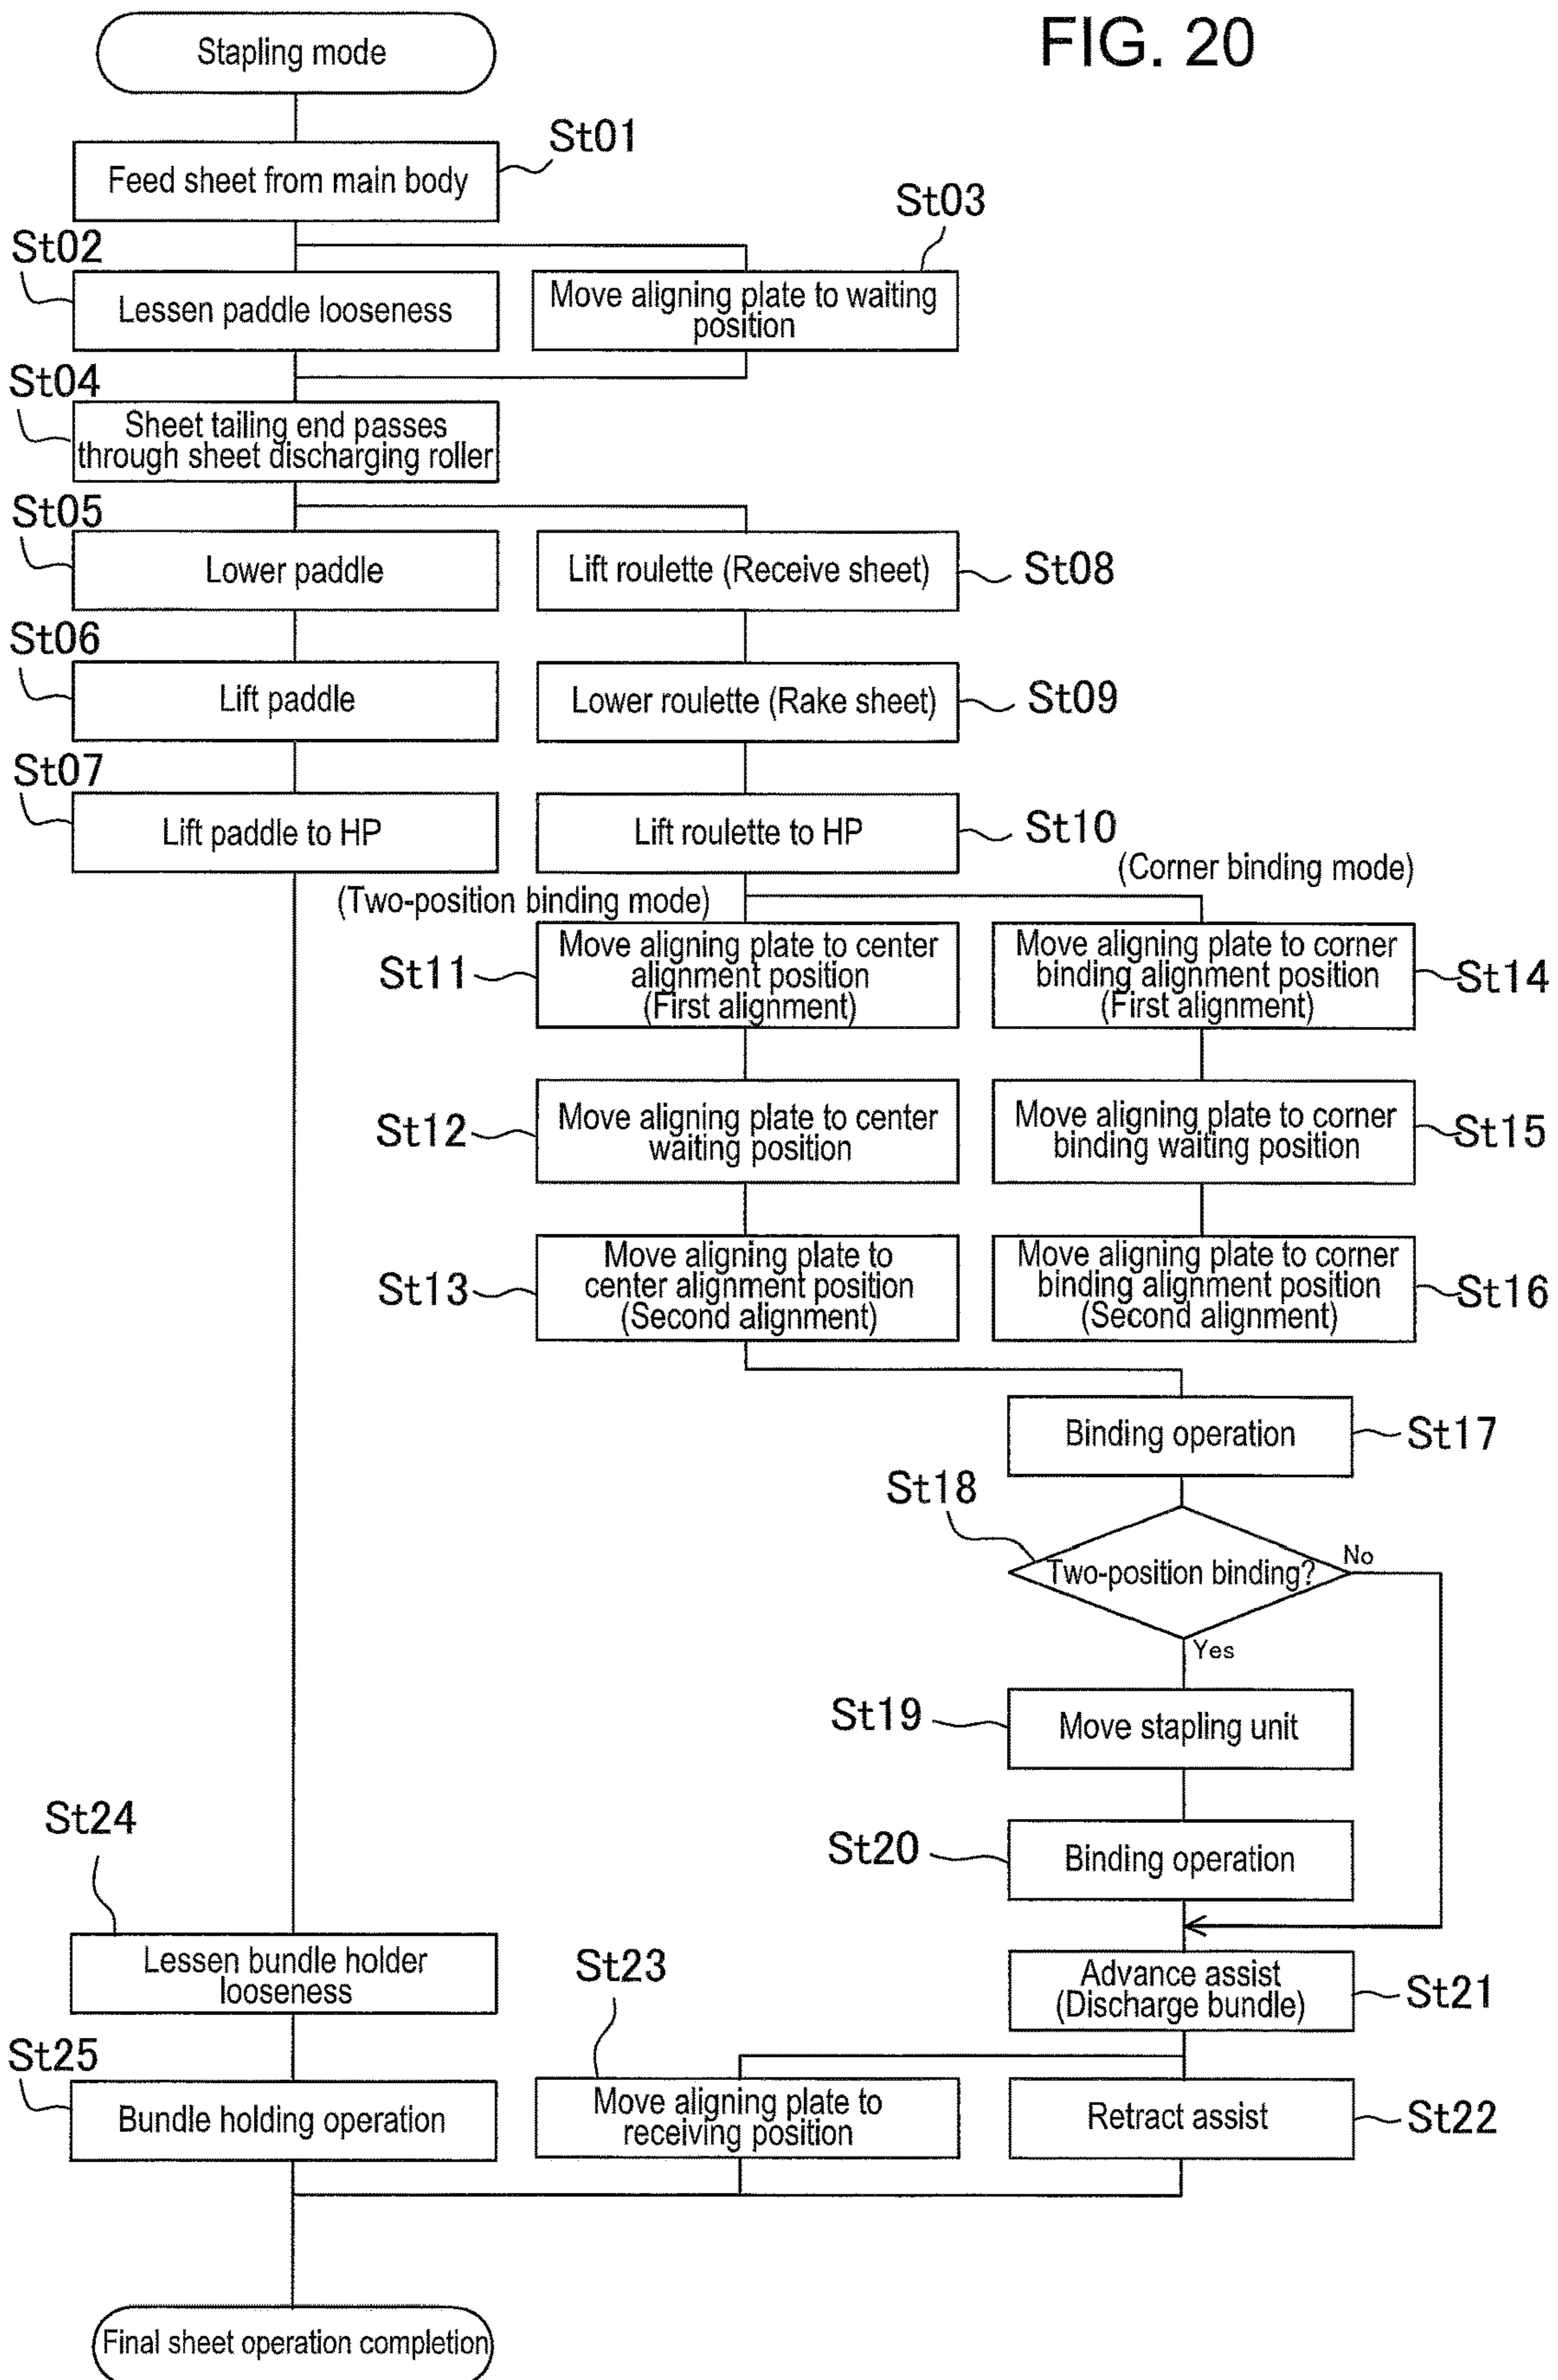 FIG. 20
Stapling mode
St01
Feed sheet from main body
St02
Lessen paddle looseness
St03
Move aligning plate to waiting
position
St04
Sheet tailing end passes
through sheet discharging roller
St05
Lower paddle
Lift roulette (Receive sheet)
St08
St06
Lift paddle
Lower roulette (Rake sheet)
St09
St07
Lift paddle to HP
Lift roulette to HP
St10
(Corner binding mode)
(Two-position binding mode)
St11
Move aligning plate to center
alignment position
(First alignment)
Move aligning plate to corner
binding alignment position
(First alignment)
St14
St12
Move aligning plate to center
waiting position
Move aligning plate to corner
binding waiting position
St15
St13
Move aligning plate to
center alignment position
(Second alignment)
Move aligning plate to corner
binding alignment position
(Second alignment)
St16
Binding operation
St17
St18
Two-position binding?
No
Yes
St19
Move stapling unit
St20
Binding operation
St24
Lessen bundle holder
looseness
St23
Advance assist
(Discharge bundle)
St21
St25
Bundle holding operation
Move aligning plate to
receiving position
Retract assist
St22
Final sheet operation completion